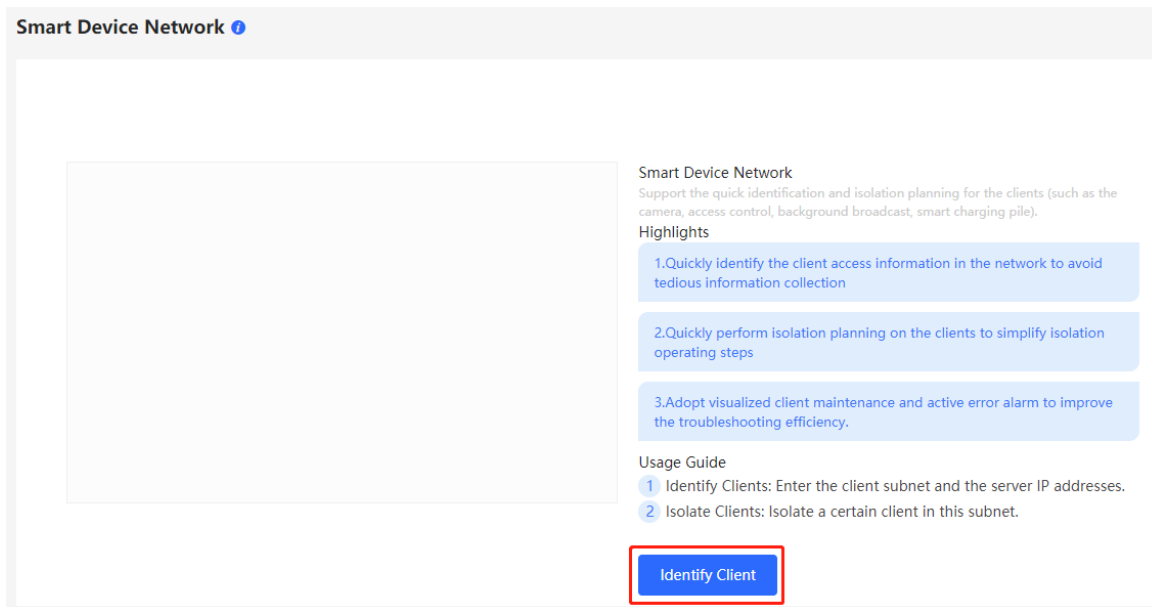 Smart Device Network
Smart Device Network
Support the quick identification and isolation planning for the clients (such as the
camera, access control, background broadcast, smart charging pile).
Highlights
1.Quickly identify the client access information in the network to avoid
tedious information collection
2.Quickly perform isolation planning on the clients to simplify isolation
operating steps
3.Adopt visualized client maintenance and active error alarm to improve
the troubleshooting efficiency.
Usage Guide
1 Identify Clients: Enter the client subnet and the server IP addresses.
2 Isolate Clients: Isolate a certain client in this subnet.
Identify Client